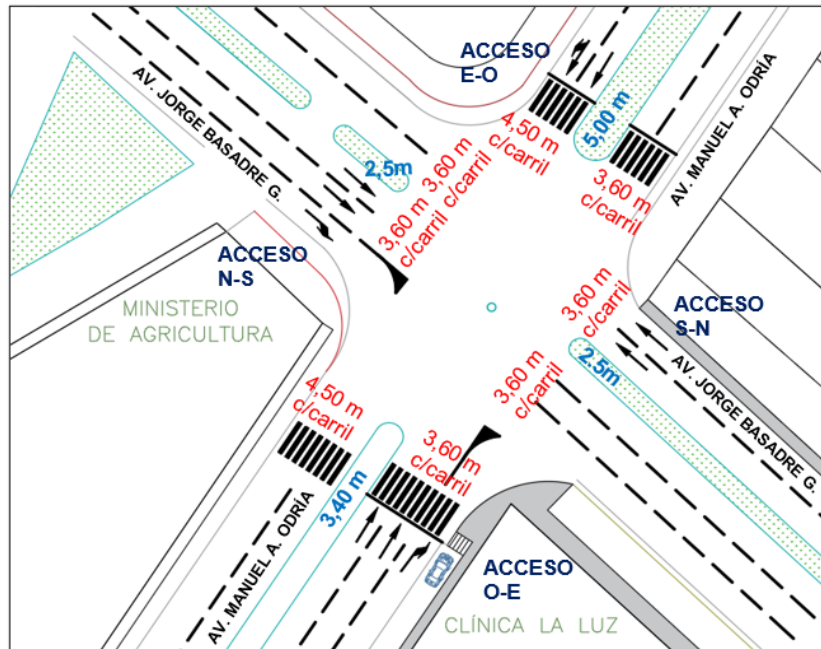 ACCESO
E-O
AV. JORGE BASADRE G.
5,00 m
4,50 m
c/carril
AV. MANUEL A. ODRÍA
2,5m
3,60 m
c/carril
3,60 m
c/carril
3,60 m
c/carril
ACCESO
N-S
MINISTERIO
DE AGRICULTURA
ACCESO
S-N
3,60 m
c/carril
2.5m
AV. JORGE BASADRE G.
3,60 m
c/carril
4,50 m
c/carril
3,60 m
c/carril
3,40 m
AV. MANUEL A. ODRÍA
ACCESO
O-E
CLÍNICA LA LUZ